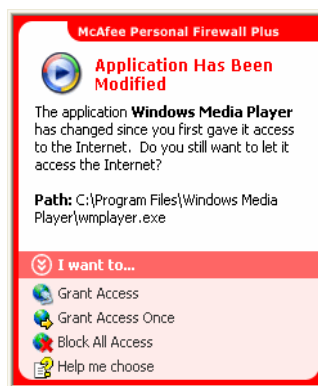 McAfee Personal Firewall Plus
Application Has Been
Modified
The application Windows Media Player
has changed since you first gave it access
to the Internet. Do you still want to let it
access the Internet?
Path: C:\Program Files\Windows Media
Player\wmplayer.exe
I want to...
Grant Access
Grant Access Once
Block All Access
Help me choose